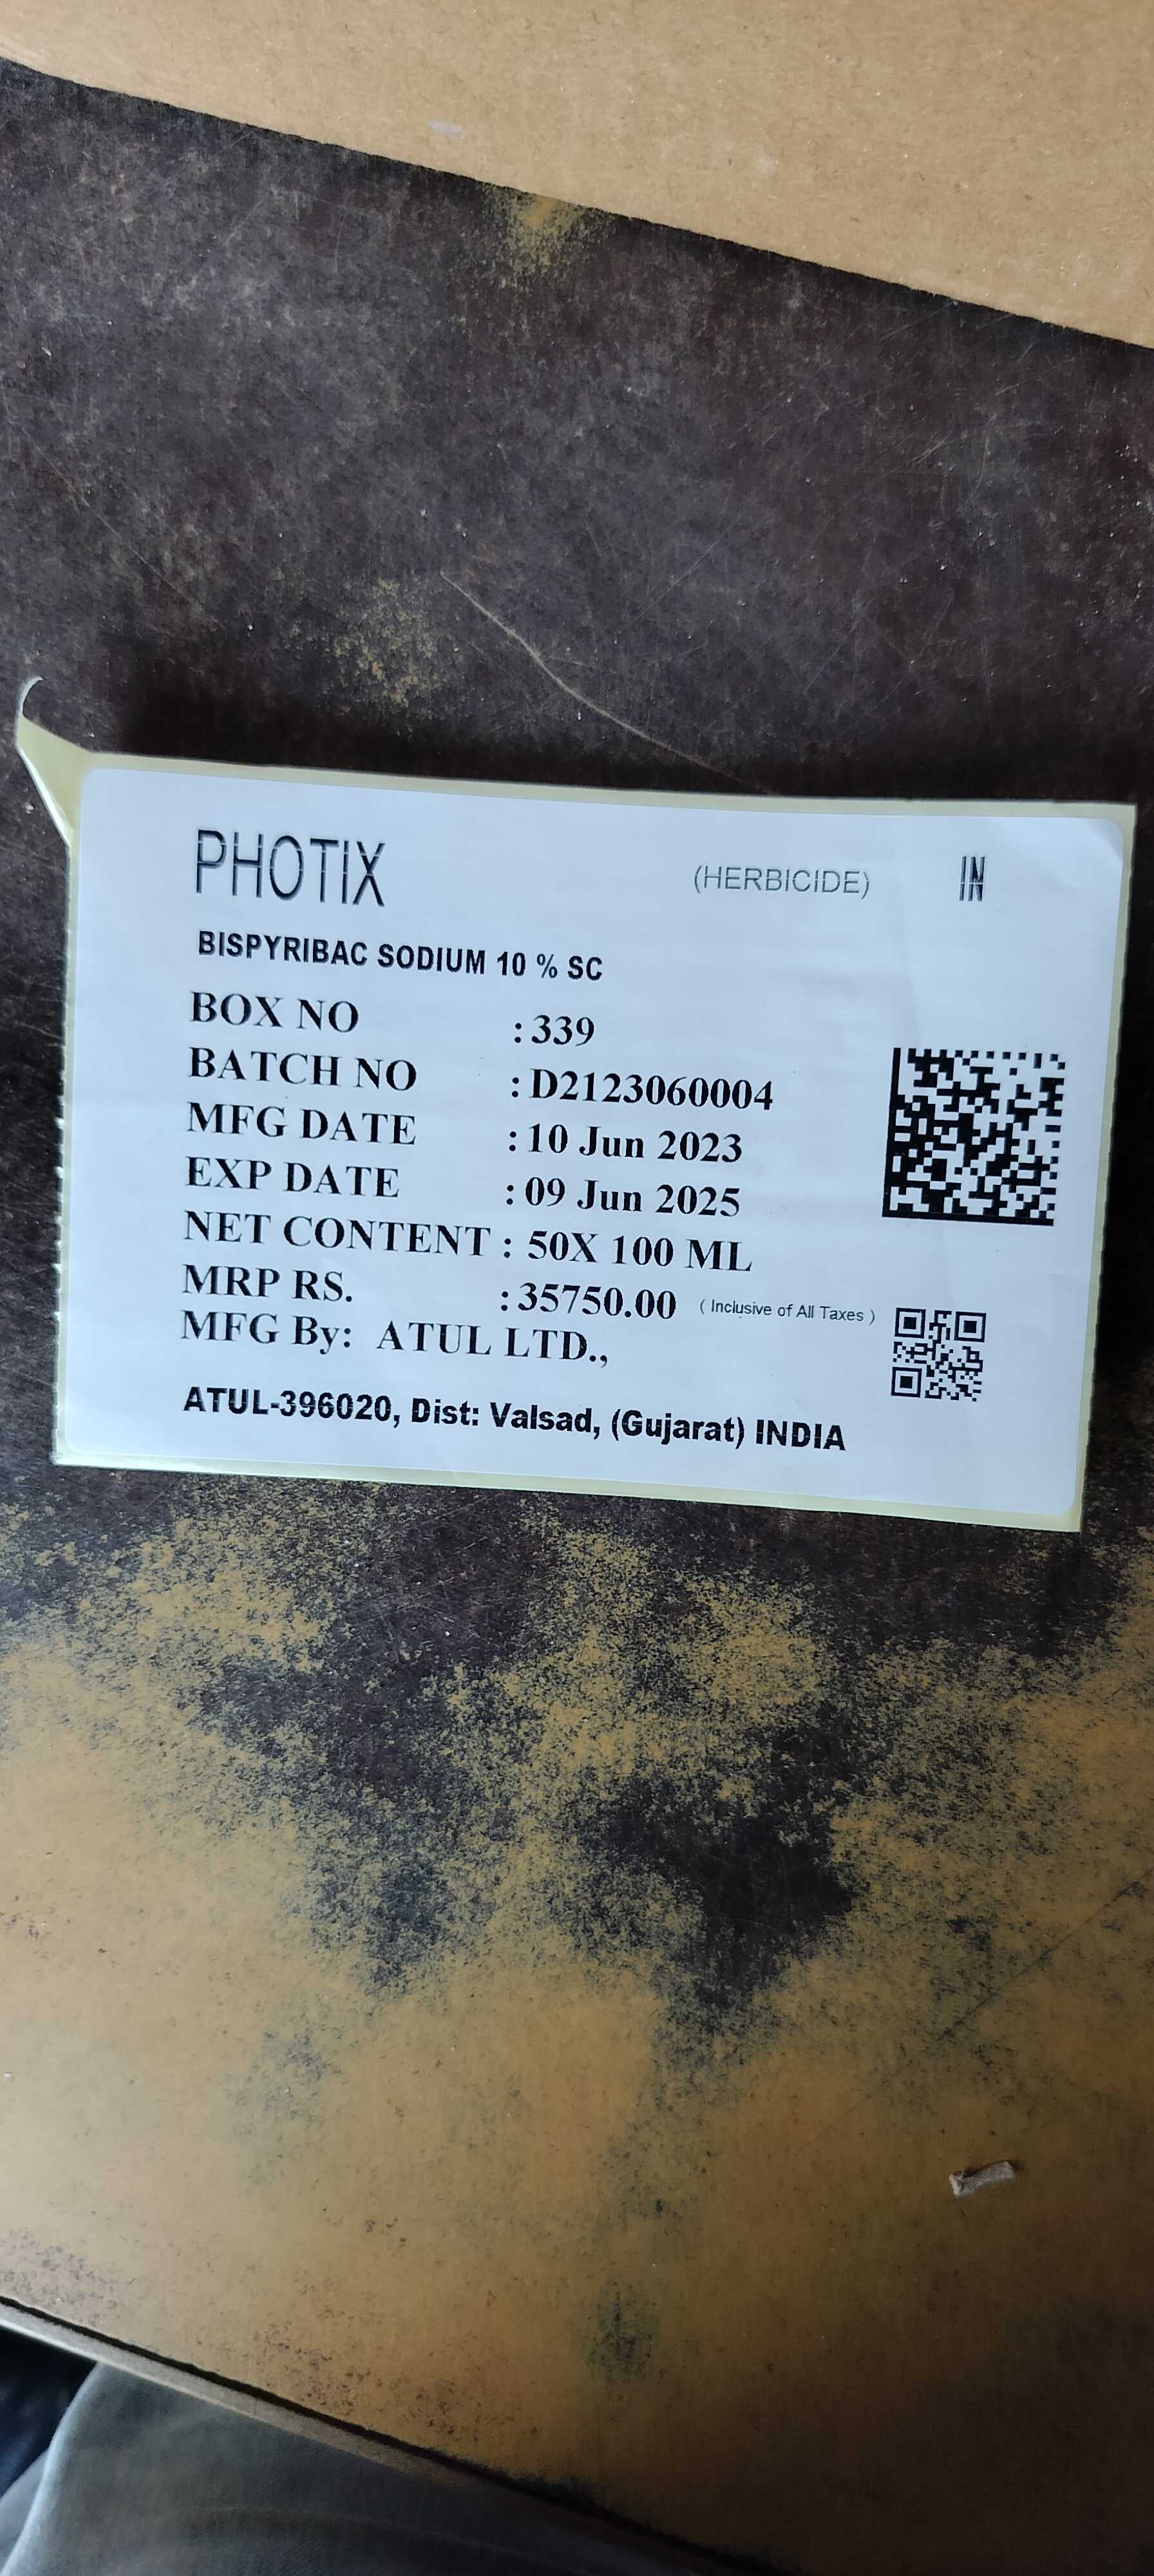 PHOTIX (HERBICIDE) IN
BISPYRIBAC SODIUM 10 % SC
BOX NO : 339
BATCH NO : D2123060004
MFG DATE : 10 Jun 2023
EXP DATE : 09 Jun 2025
NET CONTENT : 50X 100 ML
MRP RS. : 35750.00 ( Inclusive of All Taxes )
MFG By: ATUL LTD.,
ATUL-396020, Dist: Valsad, (Gujarat) INDIA